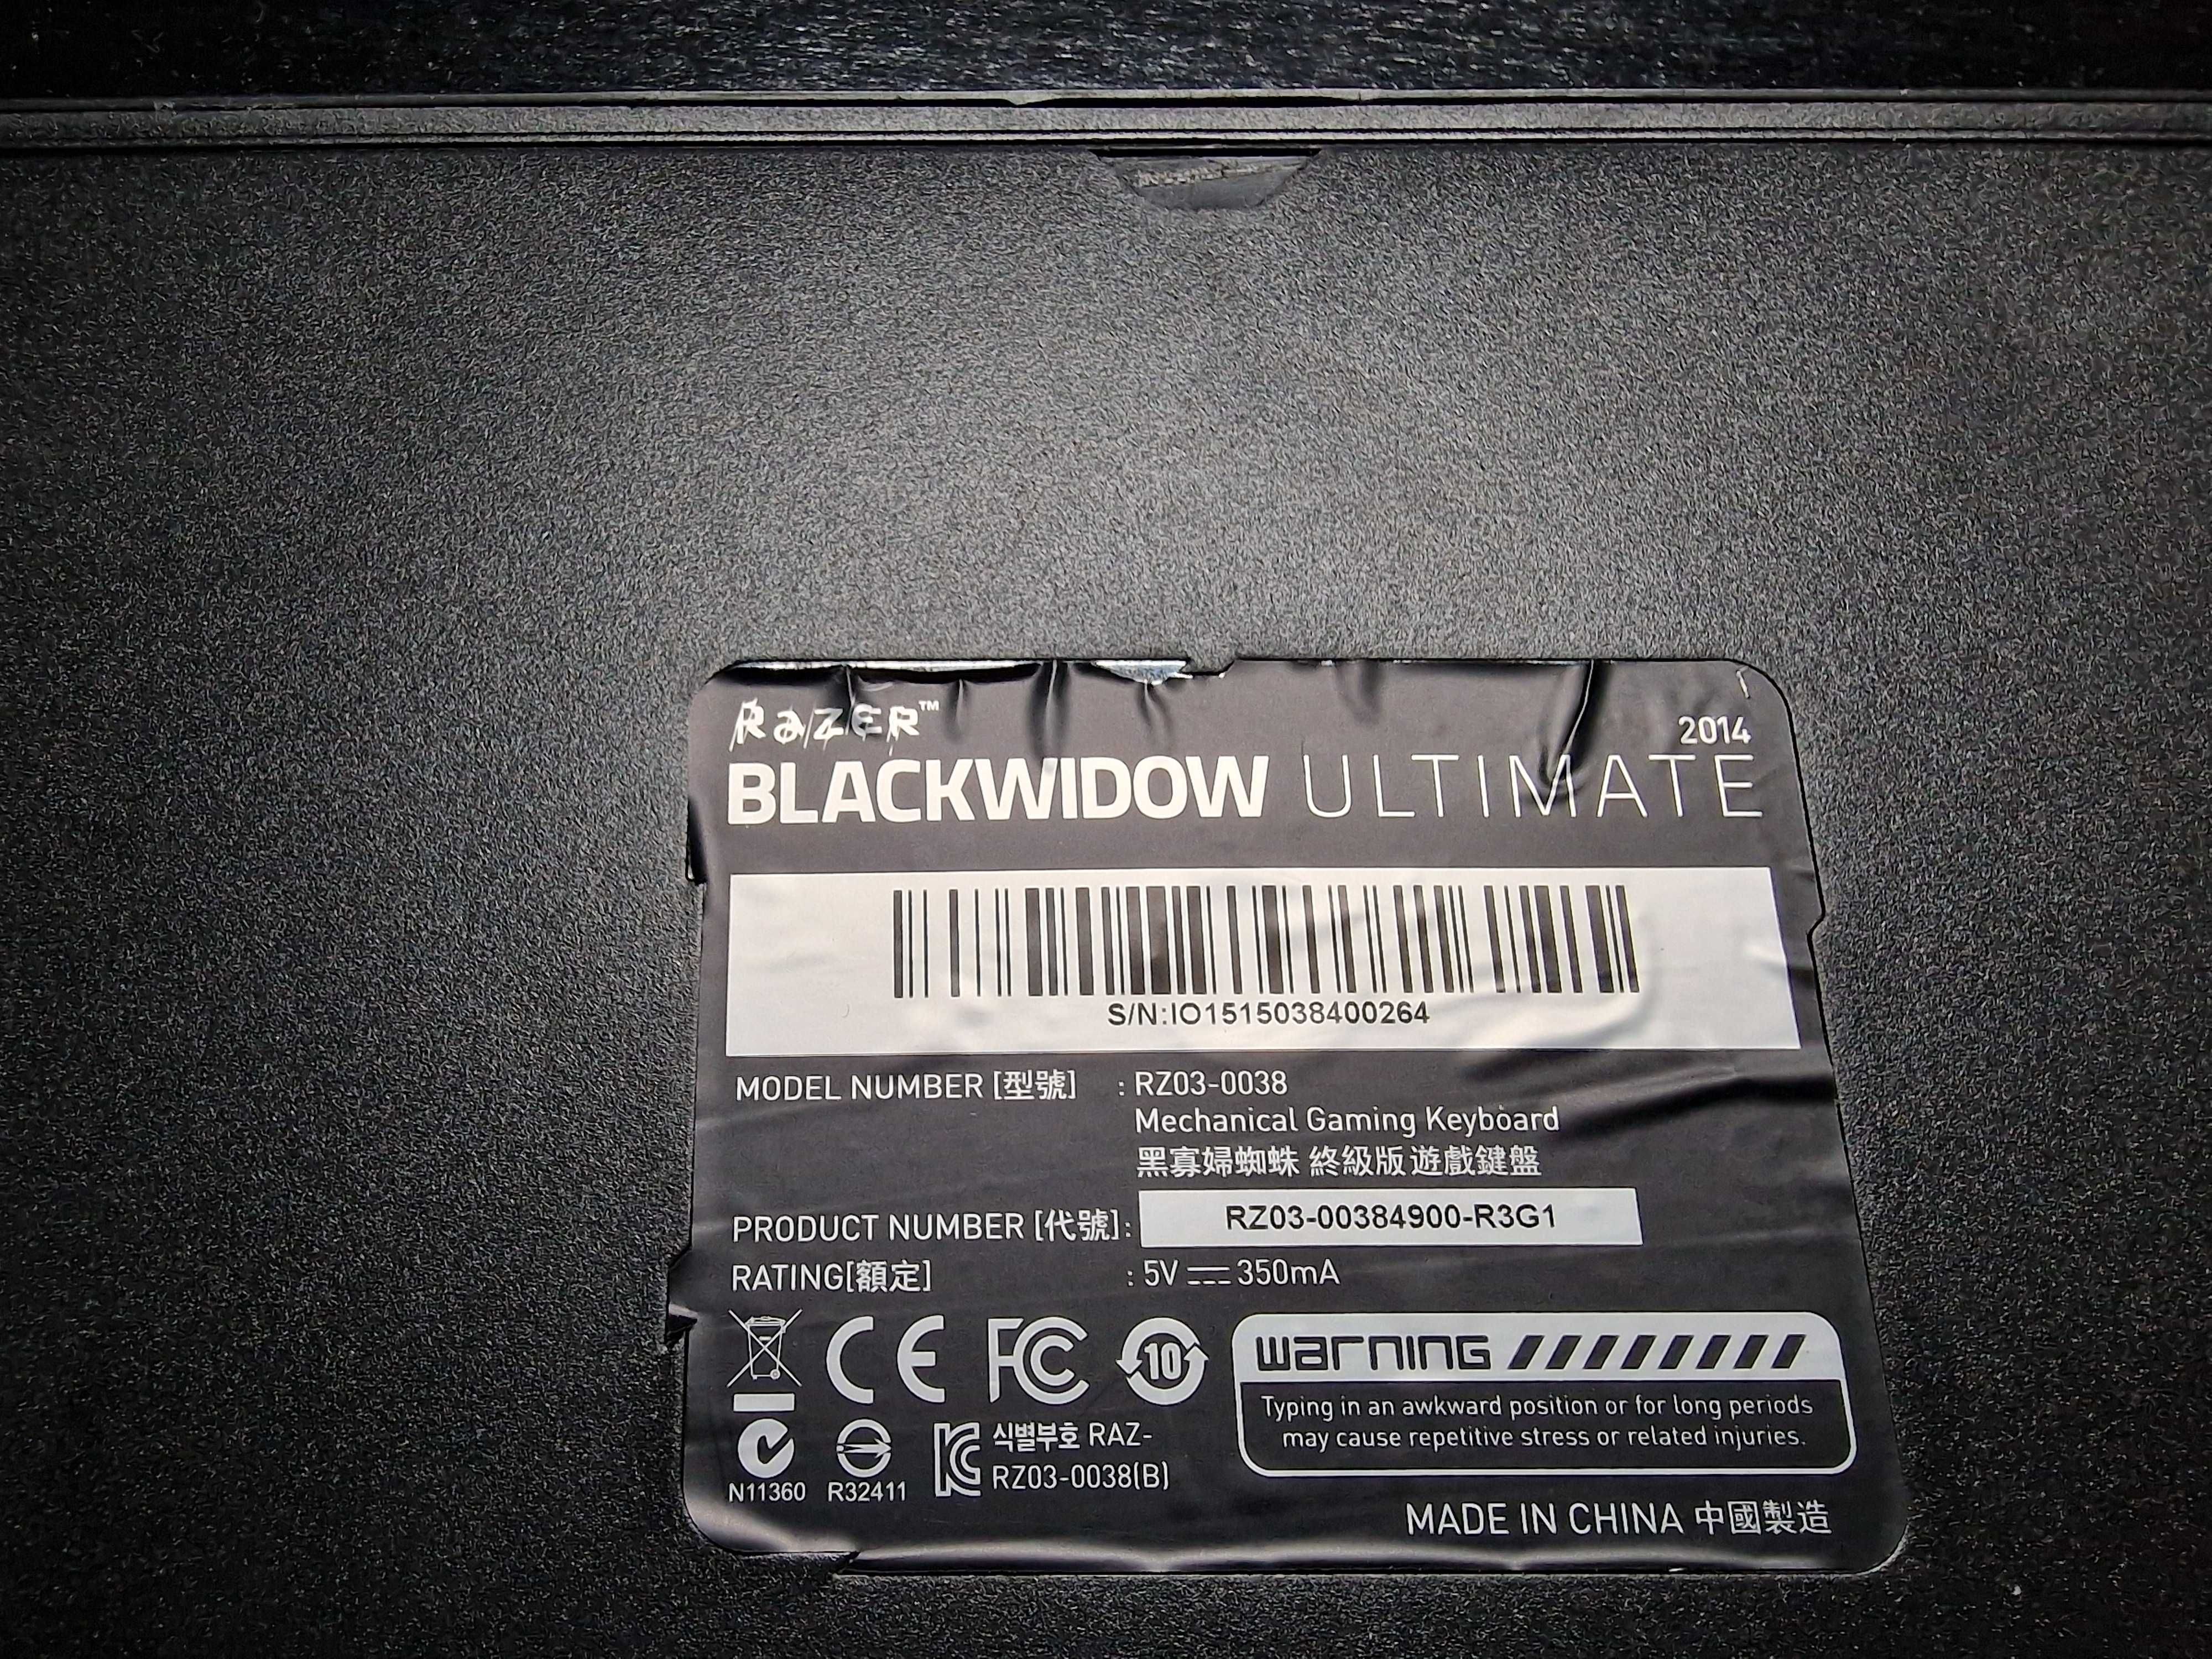 RAZER™
2014
BLACKWIDOW ULTIMATE
S/N:IO1515038400264
MODEL NUMBER [型號] : RZ03-0038
Mechanical Gaming Keyboard
黑寡婦蜘蛛 終級版 遊戲鍵盤
PRODUCT NUMBER [代號]: RZ03-00384900-R3G1
RATING[額定] : 5V ⎓ 350mA
CE FC 10
warning
Typing in an awkward position or for long periods
may cause repetitive stress or related injuries.
식별부호 RAZ-
RZ03-0038(B)
N11360 R32411
MADE IN CHINA 中國製造